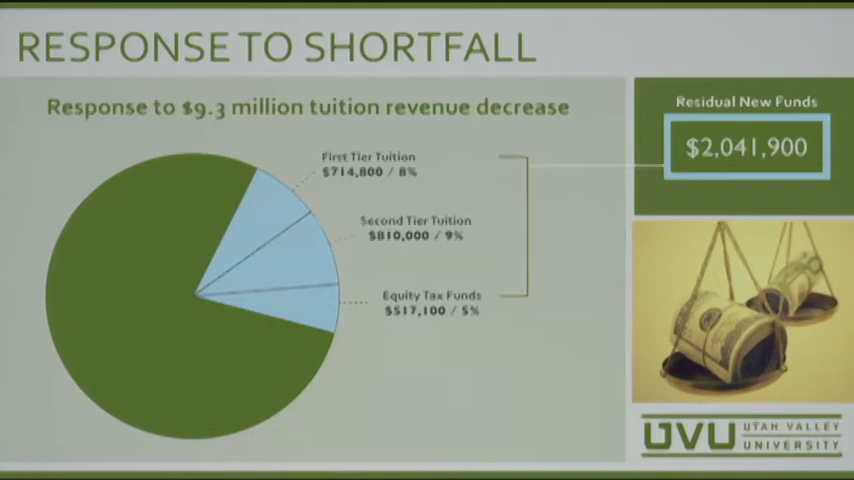 RESPONSE TO SHORTFALL
Response to $9.3 million tuition revenue decrease
First Tier Tuition
$714,800 / 8%
Second Tier Tuition
$810,000 / 9%
Equity Tax Funds
$517,100 / 5%
Residual New Funds
$2,041,900
UVU UTAH VALLEY
UNIVERSITY